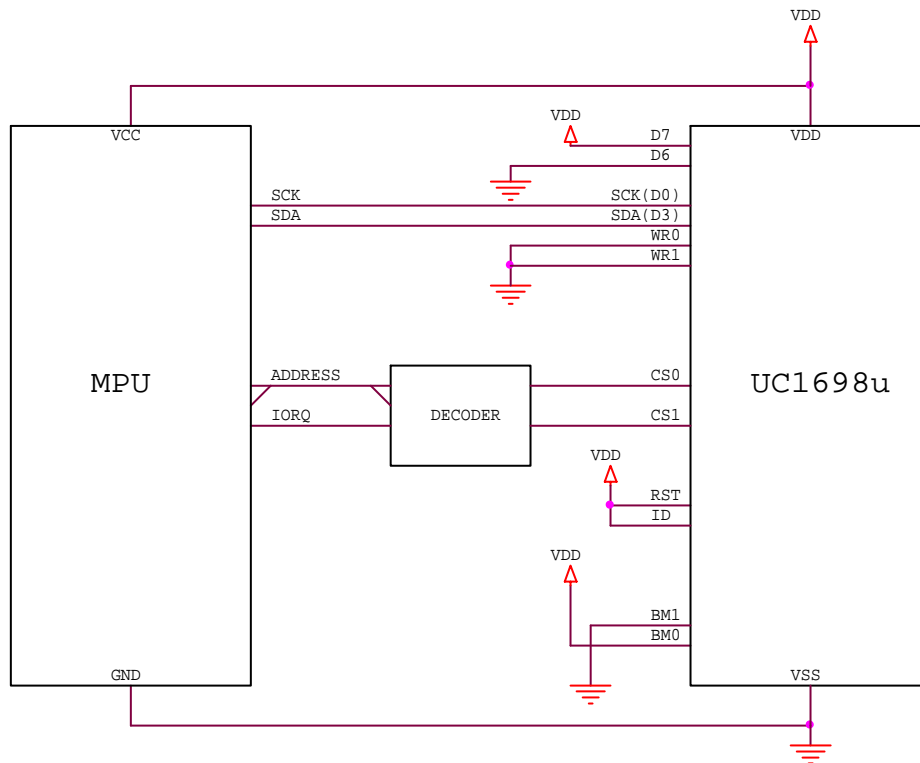 VDD
VCC
VDD
VDD
D7
D6
SCK
SCK(D0)
SDA
SDA(D3)
WR0
WR1
MPU
ADDRESS
IORQ
DECODER
CS0
CS1
UC1698u
VDD
RST
ID
VDD
BM1
BM0
GND
VSS